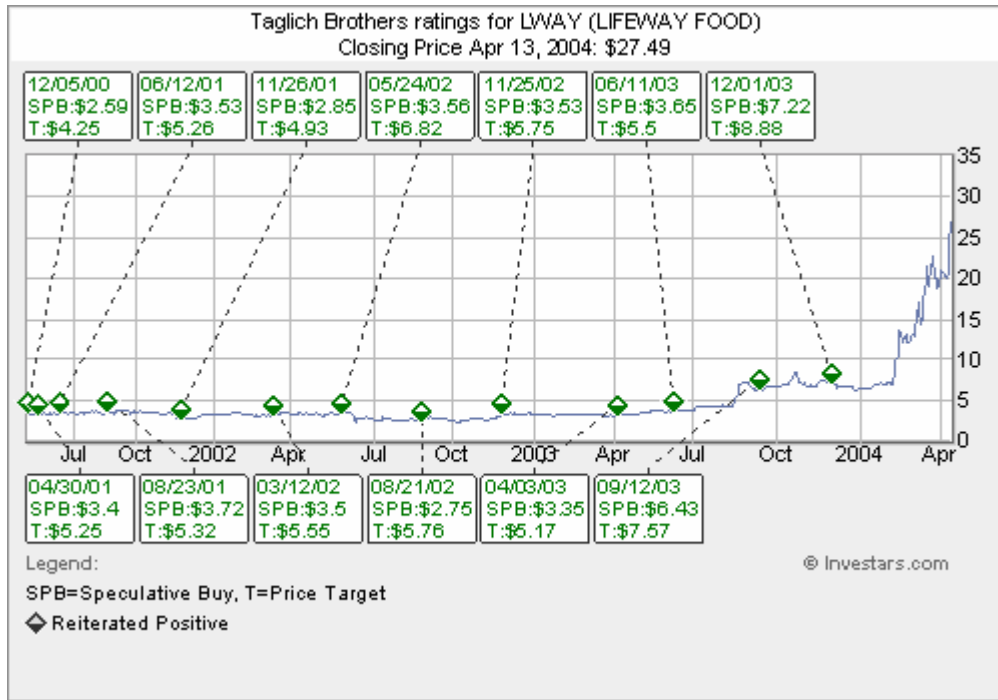 Taglich Brothers ratings for LWAY (LIFEWAY FOOD)
Closing Price Apr 13, 2004: $27.49
12/05/00
SPB:$2.59
T:$4.25
06/12/01
SPB:$3.53
T:$5.26
11/26/01
SPB:$2.85
T:$4.93
05/24/02
SPB:$3.56
T:$6.82
11/25/02
SPB:$3.53
T:$5.75
06/11/03
SPB:$3.65
T:$5.5
12/01/03
SPB:$7.22
T:$8.88
35
30
25
20
15
10
5
0
Jul Oct 2002 Apr Jul Oct 2003 Apr Jul Oct 2004 Apr
04/30/01
SPB:$3.4
T:$5.25
08/23/01
SPB:$3.72
T:$5.32
03/12/02
SPB:$3.5
T:$5.55
08/21/02
SPB:$2.75
T:$5.76
04/03/03
SPB:$3.35
T:$5.17
09/12/03
SPB:$6.43
T:$7.57
Legend:
© Investars.com
SPB=Speculative Buy, T=Price Target
Reiterated Positive